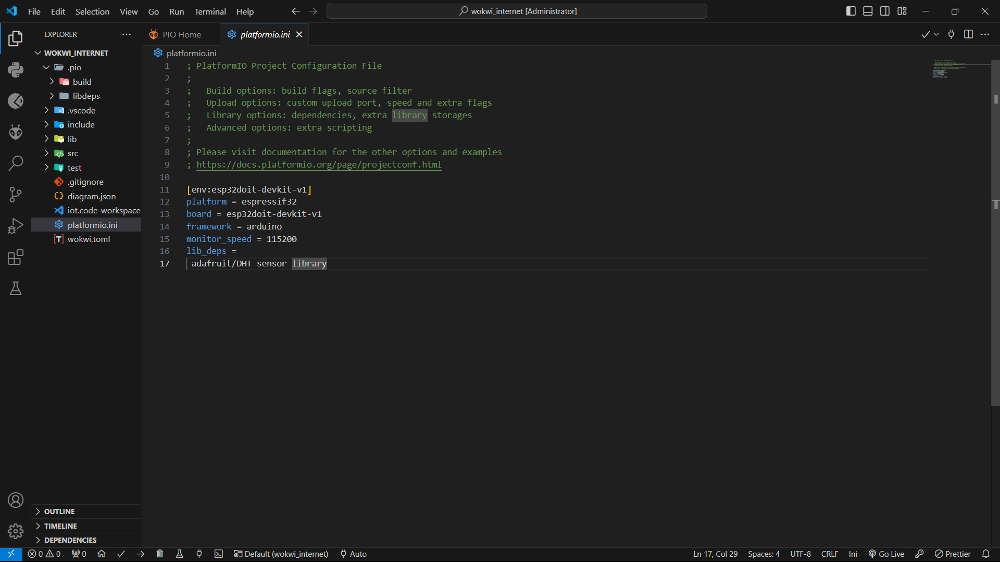 File Edit Selection View Go Run Terminal Help
wokwi_internet [Administrator]
EXPLORER
PIO Home
platformio.ini
WOKWI_INTERNET
.pio
build
libdeps
.vscode
include
lib
src
test
.gitignore
diagram.json
iot.code-workspace
platformio.ini
wokwi.toml
OUTLINE
TIMELINE
DEPENDENCIES
platformio.ini
1 ; PlatformIO Project Configuration File
2 ;
3 ;   Build options: build flags, source filter
4 ;   Upload options: custom upload port, speed and extra flags
5 ;   Library options: dependencies, extra library storages
6 ;   Advanced options: extra scripting
7 ;
8 ; Please visit documentation for the other options and examples
9 ; https://docs.platformio.org/page/projectconf.html
10
11 [env:esp32doit-devkit-v1]
12 platform = espressif32
13 board = esp32doit-devkit-v1
14 framework = arduino
15 monitor_speed = 115200
16 lib_deps =
17 adafruit/DHT sensor library
0 0 0 Default (wokwi_internet) Auto Ln 17, Col 29 Spaces: 4 UTF-8 CRLF Ini Go Live Prettier